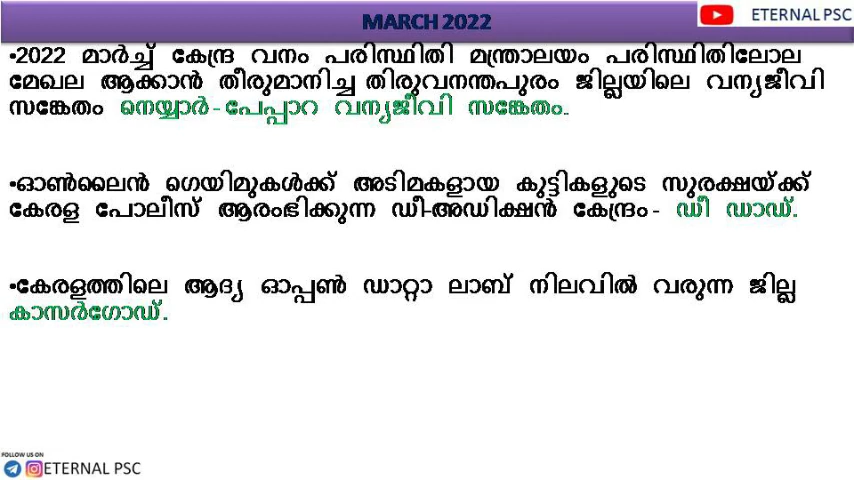 MARCH 2022
ETERNAL PSC
•2022 മാർച്ച് കേന്ദ്ര വനം പരിസ്ഥിതി മന്ത്രാലയം പരിസ്ഥിതിലോല
മേഖല ആക്കാൻ തീരുമാനിച്ച തിരുവനന്തപുരം ജില്ലയിലെ വന്യജീവി
സങ്കേതം നെയ്യാർ-പേപ്പാറ വന്യജീവി സങ്കേതം.
•ഓൺലൈൻ ഗെയിമുകൾക്ക് അടിമകളായ കുട്ടികളുടെ സുരക്ഷയ്ക്ക്
കേരള പോലീസ് ആരംഭിക്കുന്ന ഡീ-അഡിക്ഷൻ കേന്ദ്രം- ഡീ ഡാഡ്.
•കേരളത്തിലെ ആദ്യ ഓപ്പൺ ഡാറ്റാ ലാബ് നിലവിൽ വരുന്ന ജില്ല
കാസർഗോഡ്.
FOLLOW US ON
ETERNAL PSC